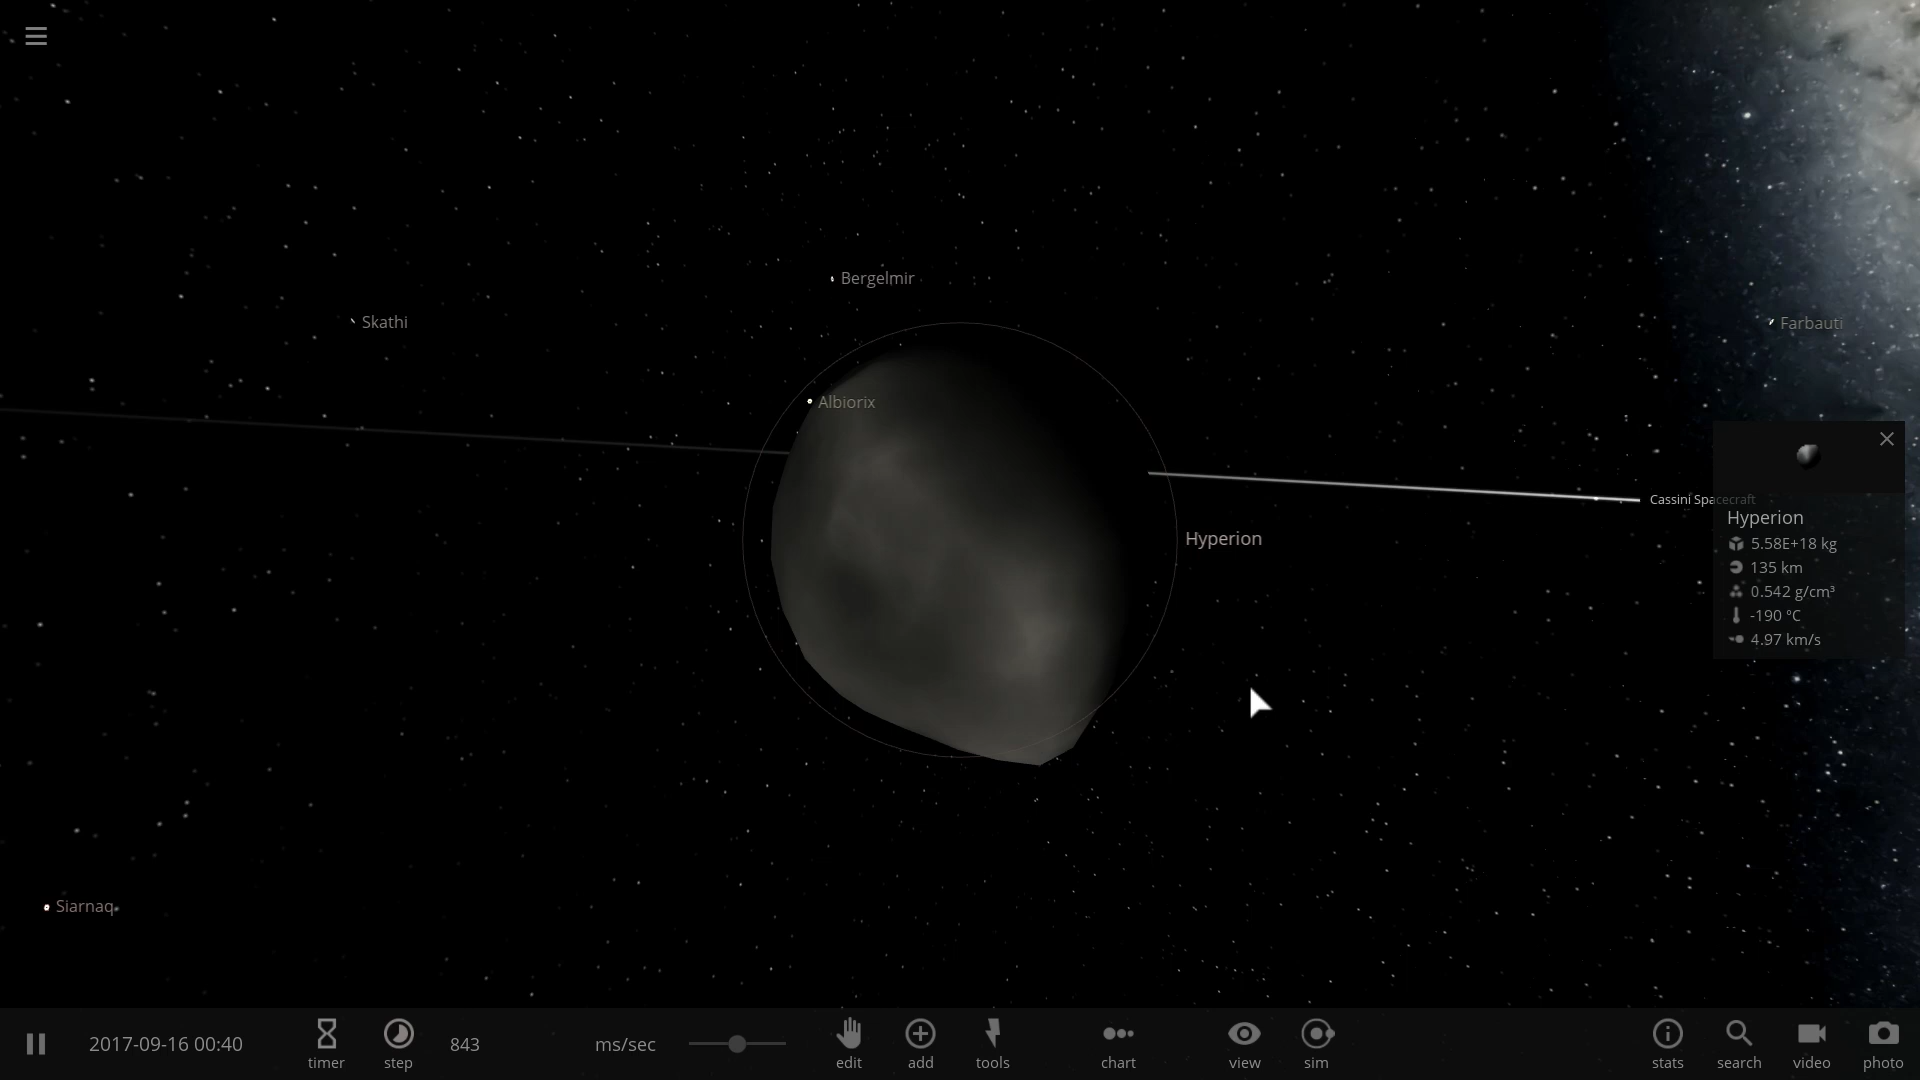 Bergelmir
Skathi
Farbauti
Albiorix
Cassini Spacecraft
Hyperion
Hyperion
5.58E+18 kg
135 km
0.542 g/cm³
-190 °C
4.97 km/s
Siarnaq
2017-09-16 00:40
timer
step
843
ms/sec
edit
add
tools
chart
view
sim
stats
search
video
photo